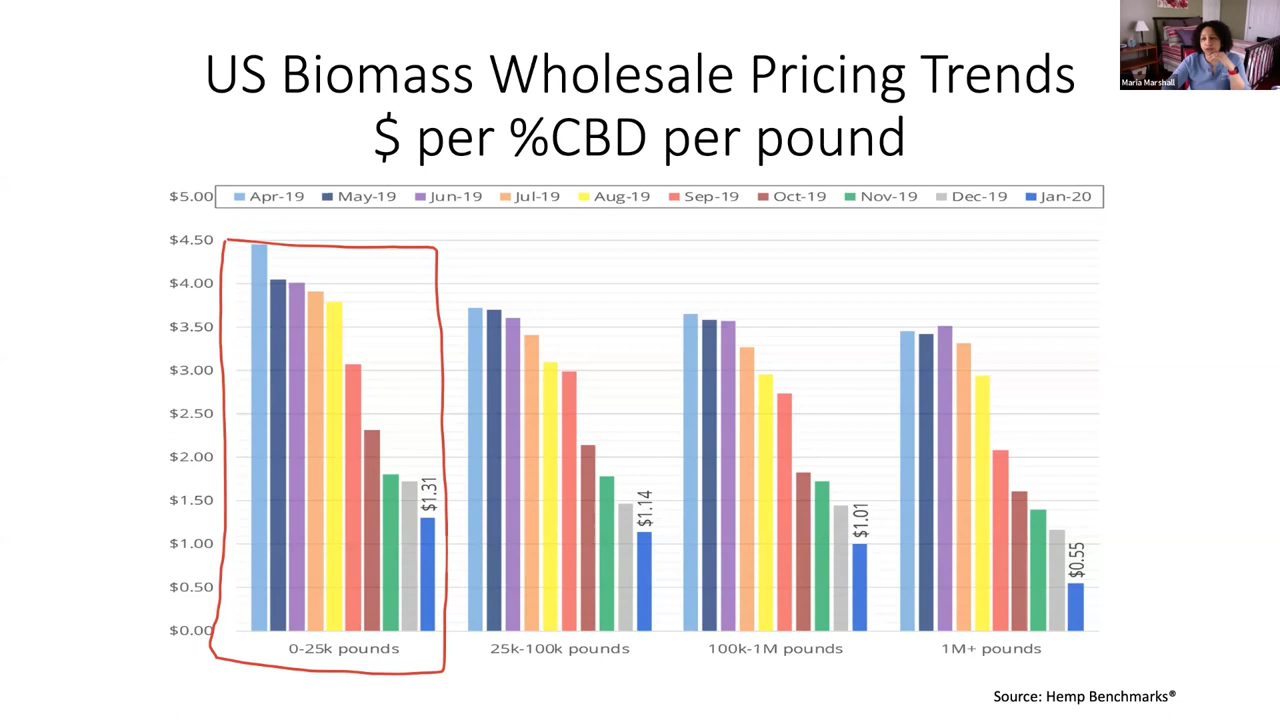 US Biomass Wholesale Pricing Trends
$ per %CBD per pound
Maria Marshall
$5.00 Apr-19 May-19 Jun-19 Jul-19 Aug-19 Sep-19 Oct-19 Nov-19 Dec-19 Jan-20
$4.50
$4.00
$3.50
$3.00
$2.50
$2.00
$1.50
$1.00
$0.50
$0.00
$1.31
$1.14
$1.01
$0.55
0-25k pounds 25k-100k pounds 100k-1M pounds 1M+ pounds
Source: Hemp Benchmarks®